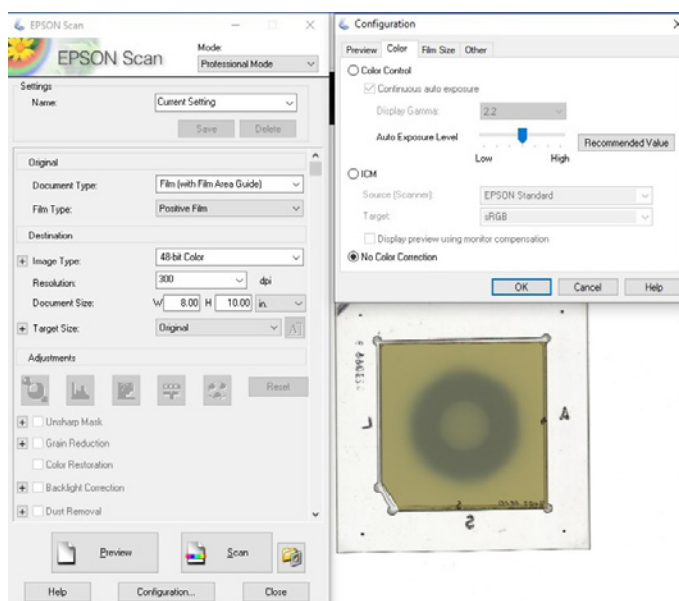 EPSON Scan
EPSON Scan
Mode:
Professional Mode
Settings
Name:
Current Setting
Save
Delete
Original
Document Type:
Film (with Film Area Guide)
Film Type:
Positive Film
Destination
Image Type:
48-bit Color
Resolution:
300
dpi
Document Size:
W
8.00
H
10.00
in.
Target Size:
Original
A
Adjustments
Reset
Unsharp Mask
Grain Reduction
Color Restoration
Backlight Correction
Dust Removal
Preview
Scan
Help
Configuration...
Close
Configuration
Preview
Color
Film Size
Other
Color Control
Continuous auto exposure
Display Gamma:
2.2
Auto Exposure Level
Low
High
Recommended Value
ICM
Source (Scanner):
EPSON Standard
Target:
sRGB
Display preview using monitor compensation
No Color Correction
OK
Cancel
Help
L
A
S